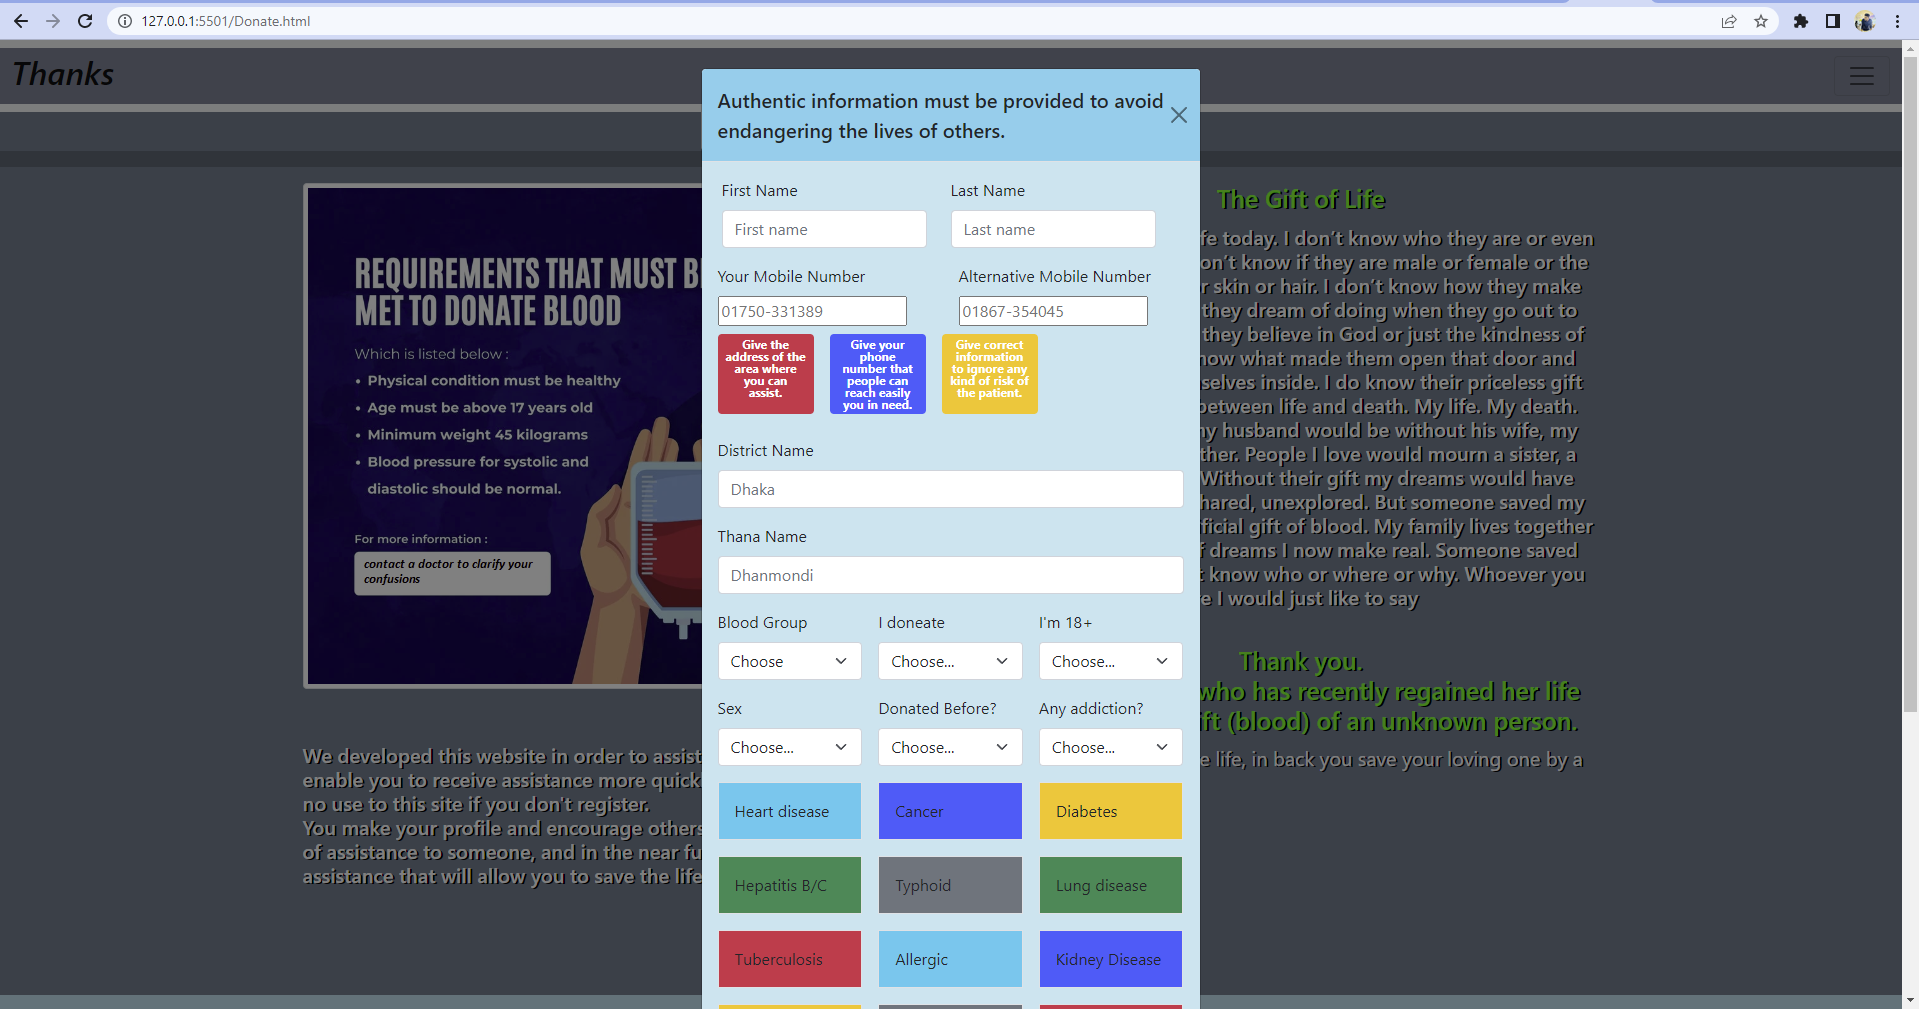 127.0.0.1:5501/Donate.html
Thanks
Authentic information must be provided to avoid
endangering the lives of others.
First Name
Last Name
First name
Last name
Your Mobile Number
Alternative Mobile Number
01750-331389
01867-354045
Give the
address of the
area where
you can
assist.
Give your
phone
number that
people can
reach easily
you in need.
Give correct
information
to ignore any
kind of risk of
the patient.
District Name
Dhaka
Thana Name
Dhanmondi
Blood Group
I doneate
I'm 18+
Choose
Choose...
Choose...
Sex
Donated Before?
Any addiction?
Choose...
Choose...
Choose...
Heart disease
Cancer
Diabetes
Hepatitis B/C
Typhoid
Lung disease
Tuberculosis
Allergic
Kidney Disease
REQUIREMENTS THAT MUST
MET TO DONATE BLOOD
Which is listed below :
• Physical condition must be healthy
• Age must be above 17 years old
• Minimum weight 45 kilograms
• Blood pressure for systolic and
diastolic should be normal.
For more information :
contact a doctor to clarify your
confusions
We developed this website in order to assist
enable you to receive assistance more
no use to this site if you don't register.
You make your profile and encourage others
of assistance to someone, and in the near
assistance that will allow you to save the life
The Gift of Life
today. I don't know who they are or even
know if they are male or female or the
skin or hair. I don't know how they make
they dream of doing when they go out to
they believe in God or just the kindness of
what made them open that door and
inside. I do know their priceless gift
between life and death. My life. My death.
husband would be without his wife, my
People I love would mourn a sister, a
Without their gift my dreams would have
unexplored. But someone saved my
gift of blood. My family lives together
dreams I now make real. Someone saved
know who or where or why. Whoever you
I would just like to say
Thank you.
who has recently regained her life
(blood) of an unknown person.
life, in back you save your loving one by a